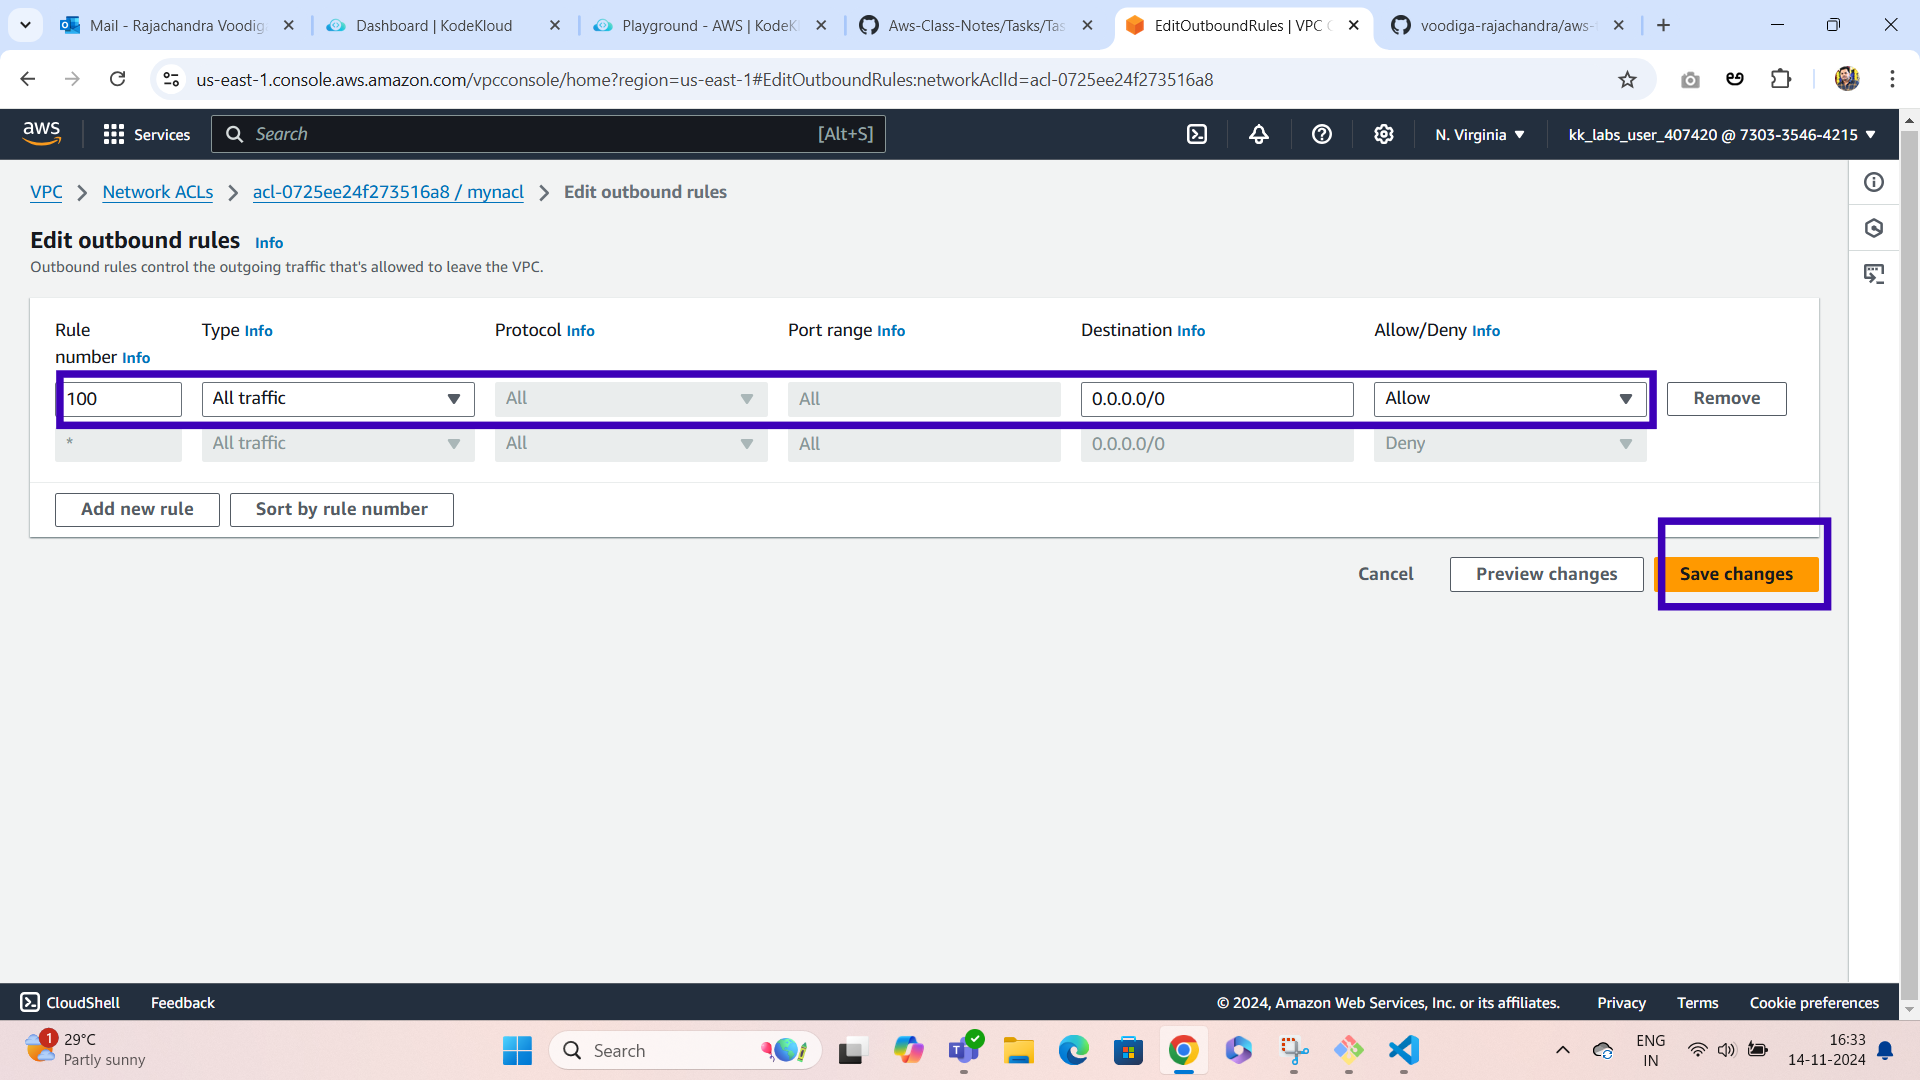 Mail - Rajachandra Voodig
Dashboard | KodeKloud
Playground - AWS | KodeKl
Aws-Class-Notes/Tasks/Tas
EditOutboundRules | VPC C
voodiga-rajachandra/aws-
us-east-1.console.aws.amazon.com/vpcconsole/home?region=us-east-1#EditOutboundRules:networkAclId=acl-0725ee24f273516a8
aws
Services
Search
[Alt+S]
N. Virginia
kk_labs_user_407420 @ 7303-3546-4215
VPC
Network ACLs
acl-0725ee24f273516a8 / mynacl
Edit outbound rules
Edit outbound rules Info
Outbound rules control the outgoing traffic that's allowed to leave the VPC.
Rule number Info
Type Info
Protocol Info
Port range Info
Destination Info
Allow/Deny Info
100
All traffic
All
All
0.0.0.0/0
Allow
Remove
*
All traffic
All
All
0.0.0.0/0
Deny
Add new rule
Sort by rule number
Cancel
Preview changes
Save changes
CloudShell
Feedback
© 2024, Amazon Web Services, Inc. or its affiliates.
Privacy
Terms
Cookie preferences
1
29°C
Partly sunny
Search
ENG
IN
16:33
14-11-2024